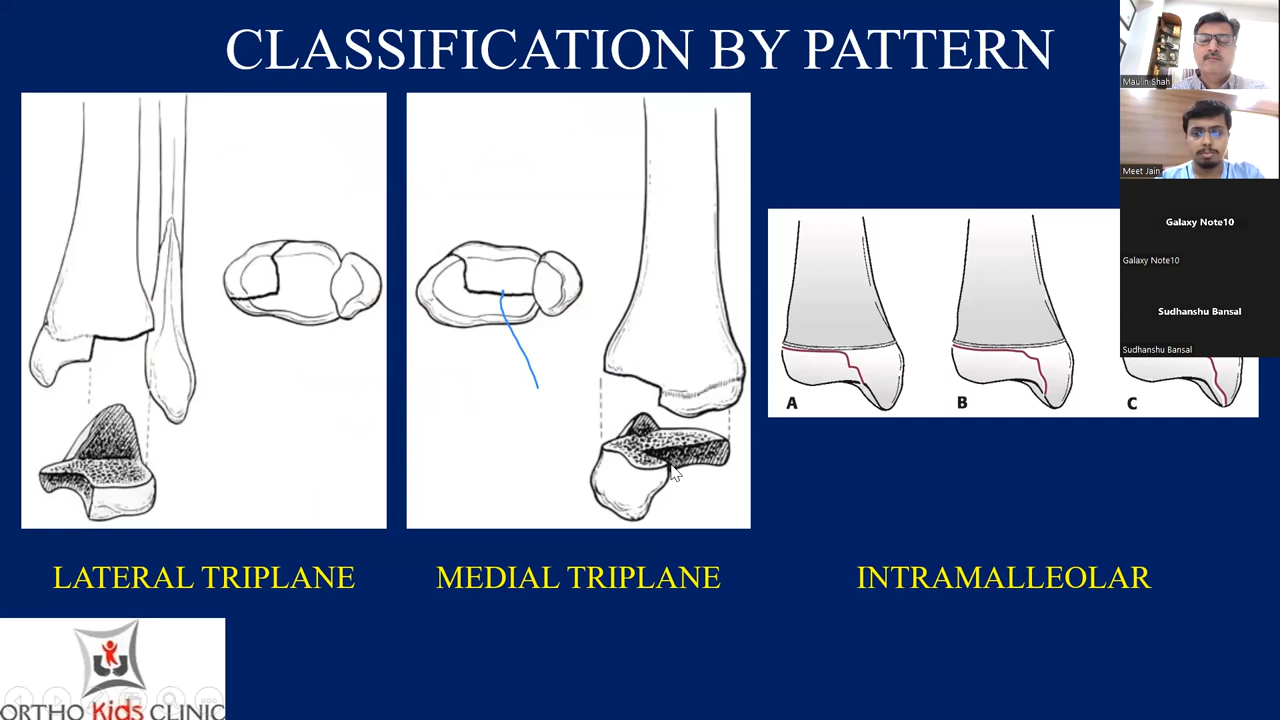 CLASSIFICATION BY PATTERN
Maulin Shah
Meet Jain
Galaxy Note10
Galaxy Note10
Sudhanshu Bansal
Sudhanshu Bansal
A
B
C
LATERAL TRIPLANE
MEDIAL TRIPLANE
INTRAMALLEOLAR
ORTHO Kids CLINIC